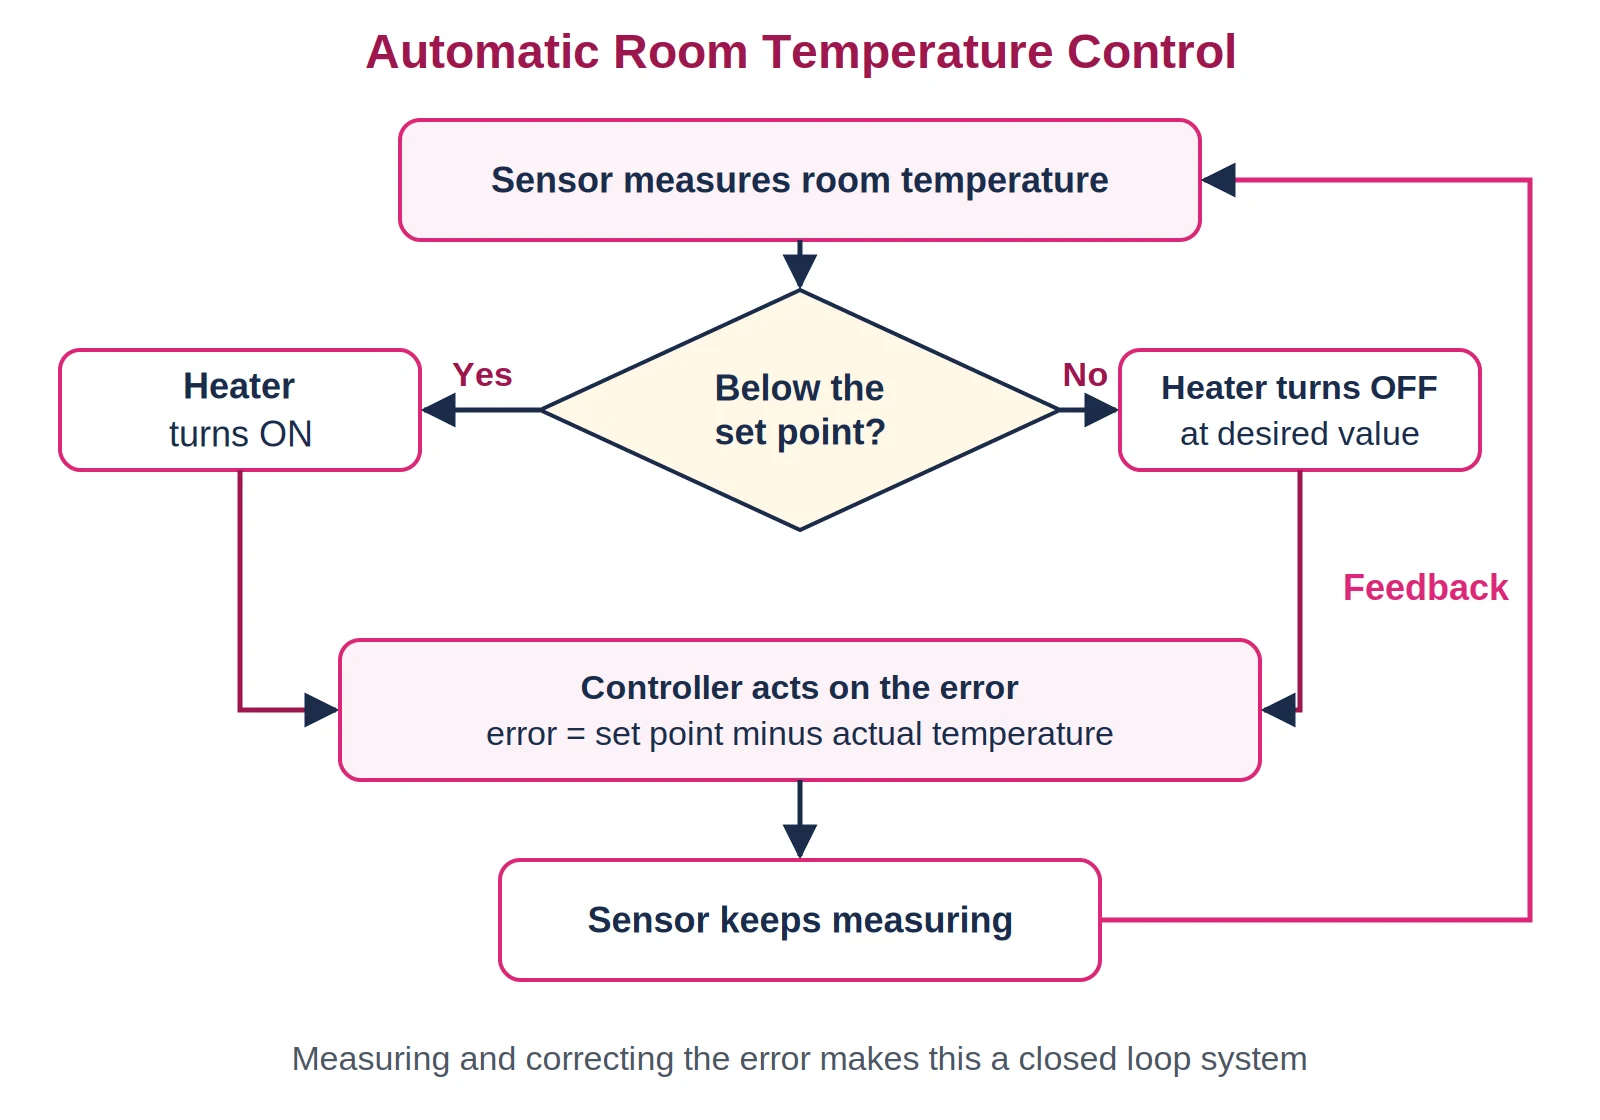 Automatic Room Temperature Control
Sensor measures room temperature
Yes
No
Heater
turns ON
Below the
set point?
Heater turns OFF
at desired value
Feedback
Controller acts on the error
error = set point minus actual temperature
Sensor keeps measuring
Measuring and correcting the error makes this a closed loop system